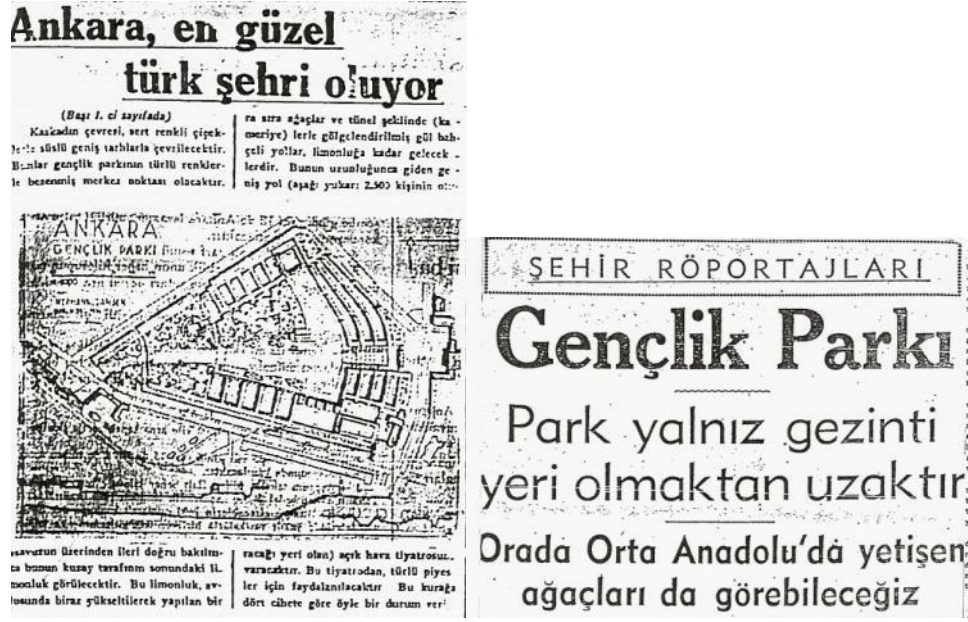 Ankara, en güzel
türk şehri oluyor
(Başı 1. ci sayıfada)
Kaskadın çevresi, sert renkli çiçek-
lerle süslü geniş tarhlarla çevrilecektir.
Bunlar gençlik parkının türlü renkler-
le bezenmiş merkez noktası olacaktır.
ra sıra ağaçlar ve tünel şeklinde (ka -
meriye) lerle gölgelendirilmiş gül bah-
çeli yollar, limonluğa kadar gelecek -
lerdir. Bunun uzunluğunca giden ge -
niş yol (aşağı yukarı 2.500 kişinin
ANKARA
GENÇLİK PARKI
üzerinden ileri doğru bakılın-
ca bunun kuzay tarafının sonundaki li-
monluk görülecektir. Bu limonluk, av-
lusunda biraz yükseltilerek yapılan bir
racağı yeri olan) açık hava tiyatrosu..
varacaktır. Bu tiyatrodan, türlü piyes
ler için faydalanılacaktır Bu kurağa
dört cihete göre öyle bir durum veri
ŞEHİR RÖPORTAJLARI
Gençlik Parkı
Park yalnız gezinti
yeri olmaktan uzaktır
Orada Orta Anadolu'da yetişen
ağaçları da görebileceğiz